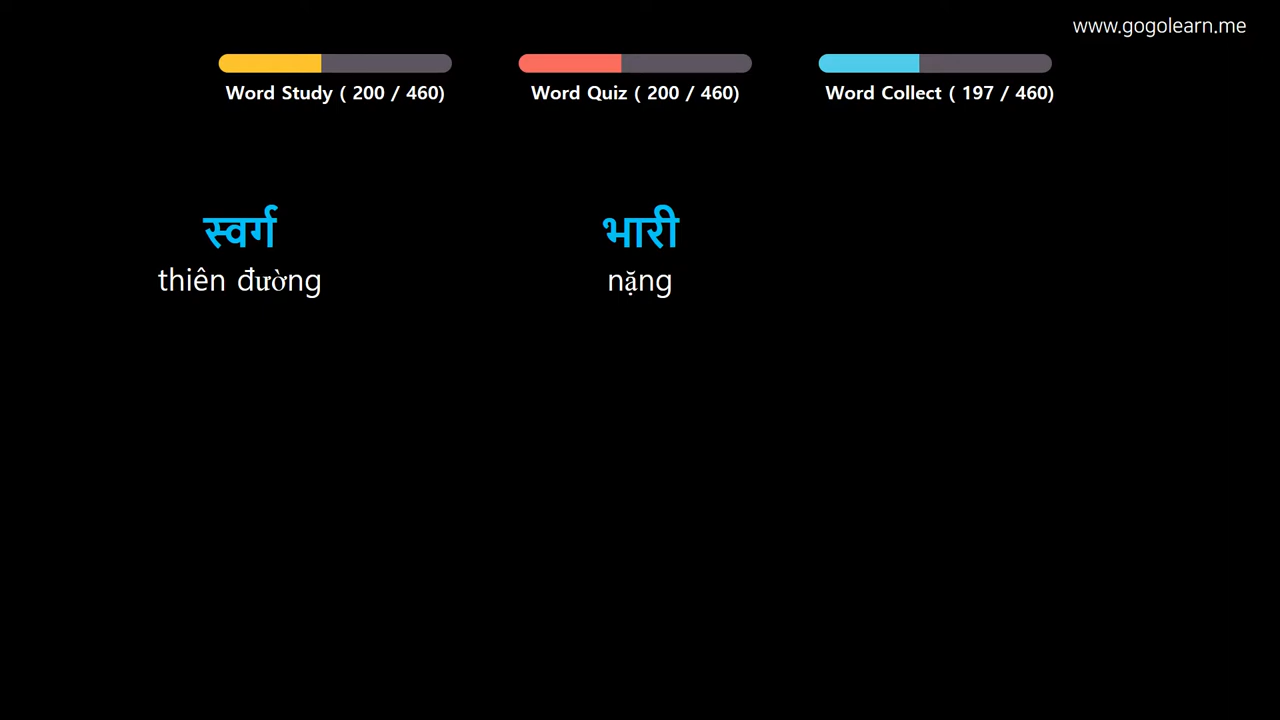 www.gogolearn.me
Word Study ( 200 / 460)
Word Quiz ( 200 / 460)
Word Collect ( 197 / 460)
स्वर्ग
thiên đường
भारी
nặng